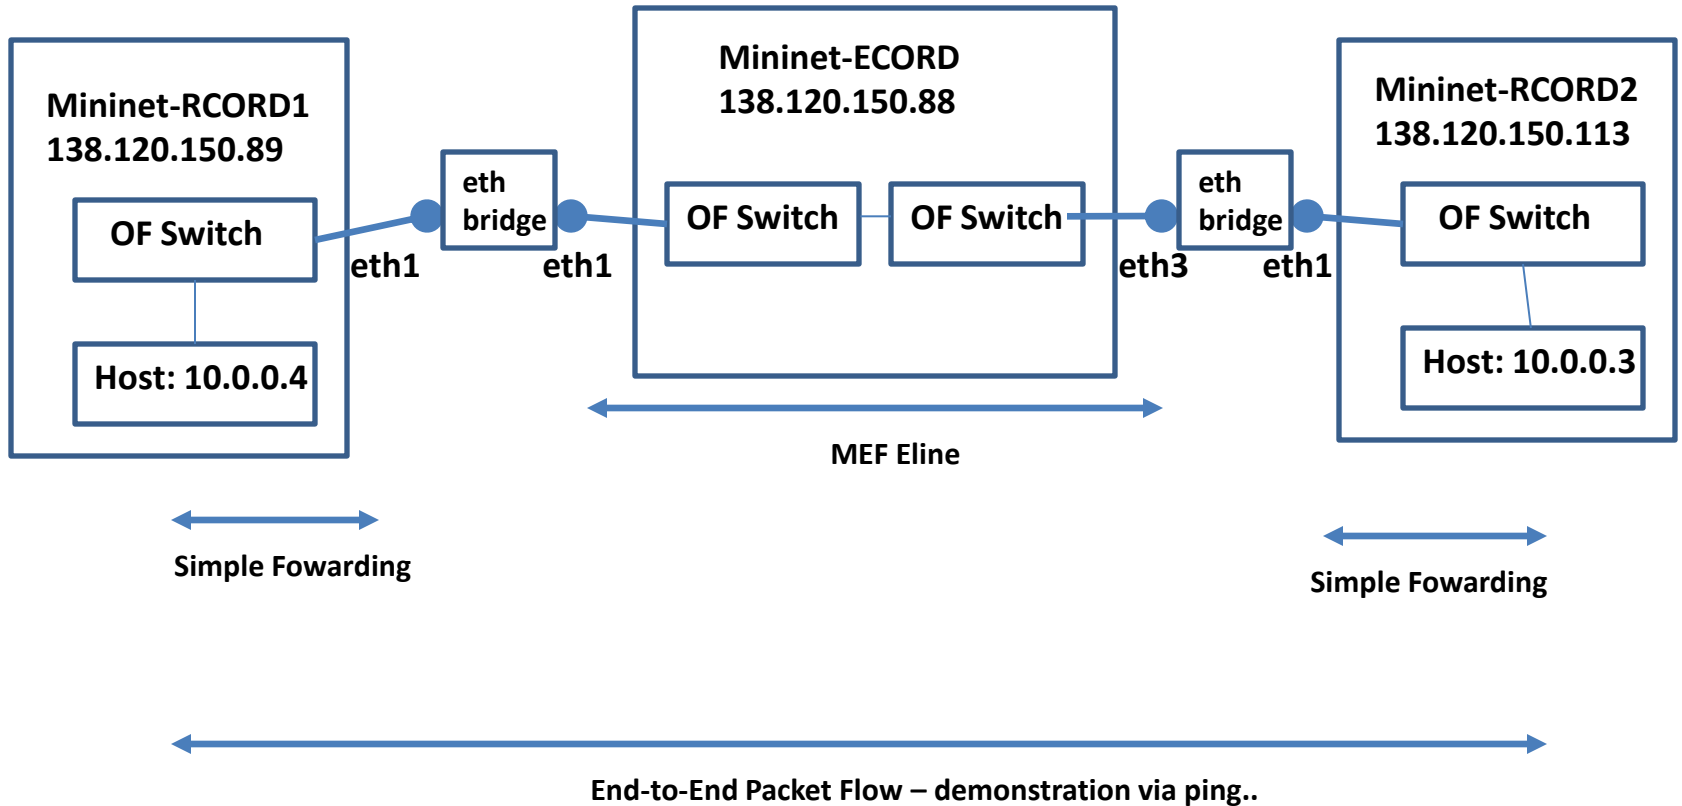 Mininet-RCORD1
138.120.150.89
OF Switch
Host: 10.0.0.4
eth1
eth
bridge
eth1
Mininet-ECORD
138.120.150.88
OF Switch
OF Switch
eth3
eth
bridge
eth1
Mininet-RCORD2
138.120.150.113
OF Switch
Host: 10.0.0.3
MEF Eline
Simple Fowarding
Simple Fowarding
End-to-End Packet Flow – demonstration via ping..